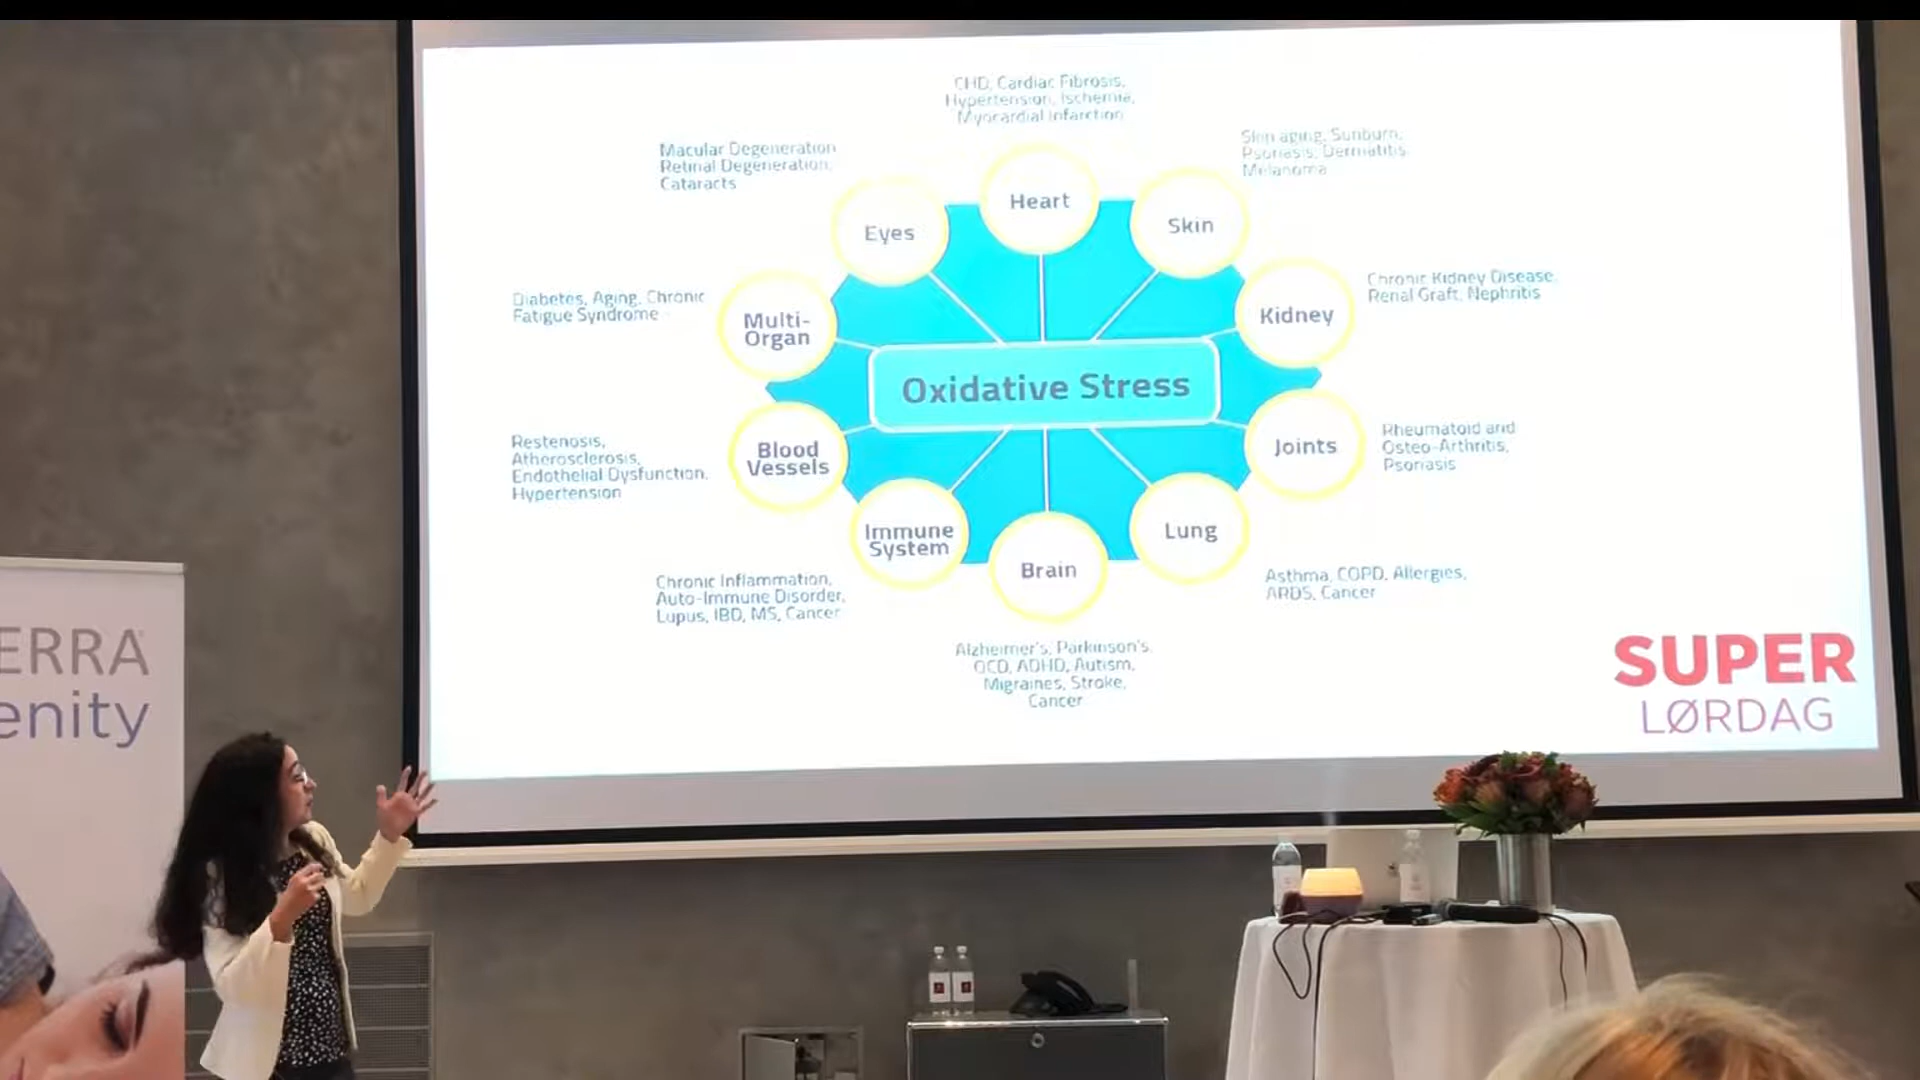 CHD, Cardiac Fibrosis,
Hypertension, Ischemia,
Myocardial Infarction
Skin aging, Sunburn,
Psoriasis, Dermatitis
Melanoma
Macular Degeneration
Retinal Degeneration,
Cataracts
Heart
Skin
Eyes
Chronic Kidney Disease,
Renal Graft, Nephritis
Diabetes, Aging, Chronic
Fatigue Syndrome
Kidney
Multi-
Organ
Oxidative Stress
Rheumatoid and
Osteo-Arthritis,
Psoriasis
Restenosis,
Atherosclerosis,
Endothelial Dysfunction,
Hypertension
Joints
Blood
Vessels
Immune
System
Lung
Brain
Chronic Inflammation,
Auto-Immune Disorder,
Lupus, IBD, MS, Cancer
Asthma, COPD, Allergies,
ARDS, Cancer
Alzheimer's, Parkinson's,
OCD, ADHD, Autism,
Migraines, Stroke,
Cancer
SUPER
LØRDAG
ERRA
enity